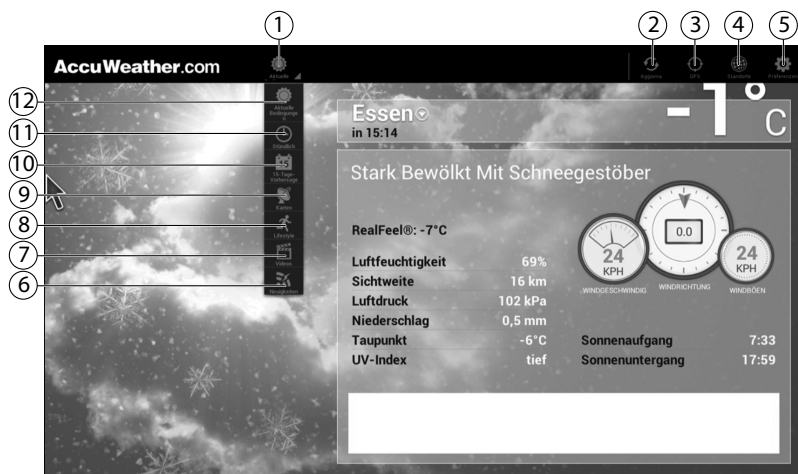 1
2
3
4
5
AccuWeather.com
Aktuelle
Aggiorna
GPS
Standorte
Preferenzen
12
Aktuelle
Bedingunge
n
11
Stündlich
10
15
15-Tage-
Vorhersage
9
Karten
8
Lifestyle
7
Videos
6
Neuigkeiten
Essen
in 15:14
-1°
C
Stark Bewölkt Mit Schneegestöber
RealFeel®: -7°C
Luftfeuchtigkeit 69%
Sichtweite 16 km
Luftdruck 102 kPa
Niederschlag 0,5 mm
Taupunkt -6°C
UV-Index tief
24
KPH
WINDGESCHWINDIG
0.0
WINDRICHTUNG
24
KPH
WINDBÖEN
Sonnenaufgang 7:33
Sonnenuntergang 17:59